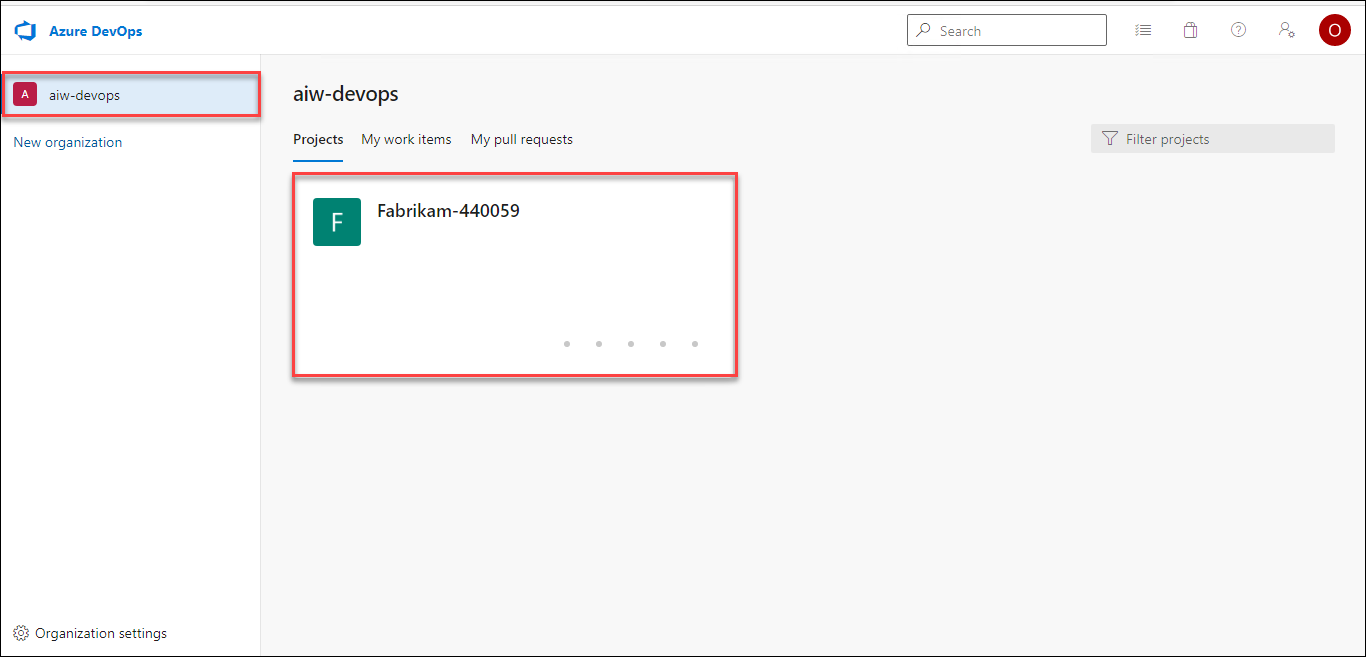 Azure DevOps
Search
O
A
aiw-devops
New organization
aiw-devops
Projects My work items My pull requests
Filter projects
F
Fabrikam-440059
Organization settings